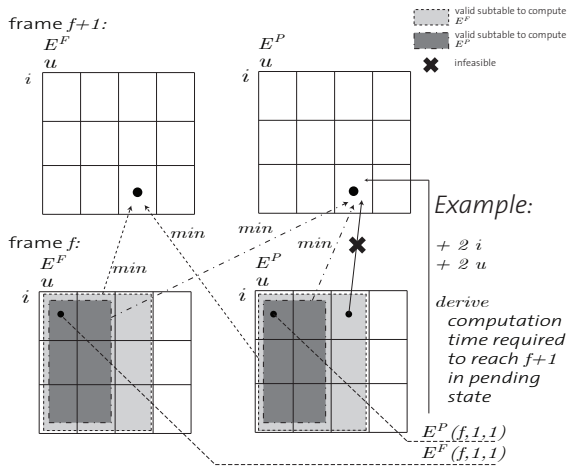 frame f+1:
E^F
u
i
E^P
u
i
valid subtable to compute
E^F
valid subtable to compute
E^P
infeasible
min
min
min
min
frame f:
E^F
u
i
E^P
u
i
Example:
+ 2 i
+ 2 u
derive
computation
time required
to reach f+1
in pending
state
E^P(f,1,1)
E^F(f,1,1)